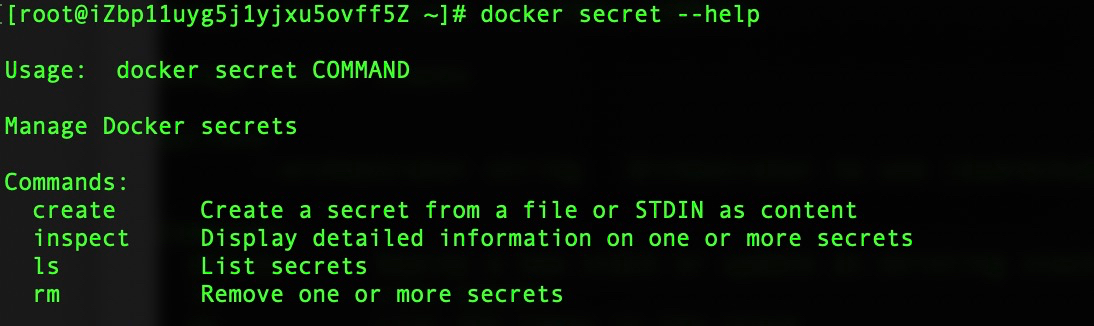 [[root@iZbp11uyg5j1yjxu5ovff5Z ~]# docker secret --help
Usage:  docker secret COMMAND
Manage Docker secrets
Commands:
  create      Create a secret from a file or STDIN as content
  inspect     Display detailed information on one or more secrets
  ls          List secrets
  rm          Remove one or more secrets